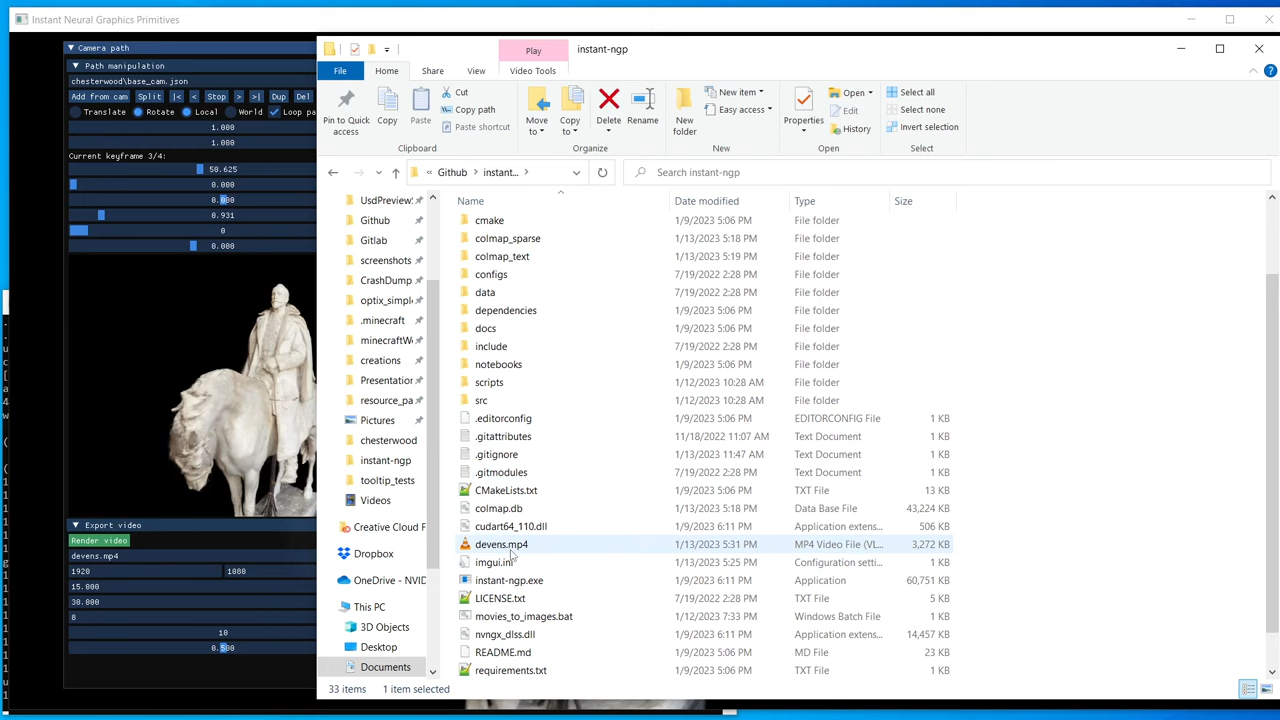 Instant Neural Graphics Primitives
Camera path
Path manipulation
chesterwood\base_cam.json
Add from cam Split |< < Stop > >| Dup Del
Translate Rotate Local World Loop pa
1.000
1.000
Current keyframe 3/4:
50.625
0.000
0.000
0.931
0
0.000
Export video
Render video
devens.mp4
1920 1080
15.000
30.000
8
10
0.500
Play instant-ngp
File Home Share View Video Tools
Pin to Quick access
Copy
Paste
Cut
Copy path
Paste shortcut
Clipboard
Move to
Copy to
Delete
Rename
Organize
New folder
New item
Easy access
New
Properties
Open
Edit
History
Open
Select all
Select none
Invert selection
Select
« Github > instant... >
Search instant-ngp
UsdPreview
Github
Gitlab
screenshots
CrashDump
optix_simpl
.minecraft
minecraftW
creations
Presentation
resource_pa
Pictures
chesterwood
instant-ngp
tooltip_tests
Videos
Creative Cloud F
Dropbox
OneDrive - NVID
This PC
3D Objects
Desktop
Documents
Name Date modified Type Size
cmake 1/9/2023 5:06 PM File folder
colmap_sparse 1/13/2023 5:18 PM File folder
colmap_text 1/13/2023 5:19 PM File folder
configs 7/19/2022 2:28 PM File folder
data 7/19/2022 2:28 PM File folder
dependencies 1/9/2023 5:06 PM File folder
docs 1/9/2023 5:06 PM File folder
include 7/19/2022 2:28 PM File folder
notebooks 1/9/2023 5:06 PM File folder
scripts 1/12/2023 10:28 AM File folder
src 1/12/2023 10:28 AM File folder
.editorconfig 1/9/2023 5:06 PM EDITORCONFIG File 1 KB
.gitattributes 11/18/2022 11:07 AM Text Document 1 KB
.gitignore 1/13/2023 11:47 AM Text Document 1 KB
.gitmodules 7/19/2022 2:28 PM Text Document 1 KB
CMakeLists.txt 1/9/2023 5:06 PM TXT File 13 KB
colmap.db 1/13/2023 5:18 PM Data Base File 43,224 KB
cudart64_110.dll 1/9/2023 6:11 PM Application extens... 506 KB
devens.mp4 1/13/2023 5:31 PM MP4 Video File (VL... 3,272 KB
imgui.ini 1/13/2023 5:25 PM Configuration setti... 1 KB
instant-ngp.exe 1/9/2023 6:11 PM Application 60,751 KB
LICENSE.txt 7/19/2022 2:28 PM TXT File 5 KB
movies_to_images.bat 1/12/2023 7:33 PM Windows Batch File 1 KB
nvngx_dlss.dll 1/9/2023 6:11 PM Application extens... 14,457 KB
README.md 1/9/2023 5:06 PM MD File 23 KB
requirements.txt 1/9/2023 5:06 PM TXT File 1 KB
33 items 1 item selected